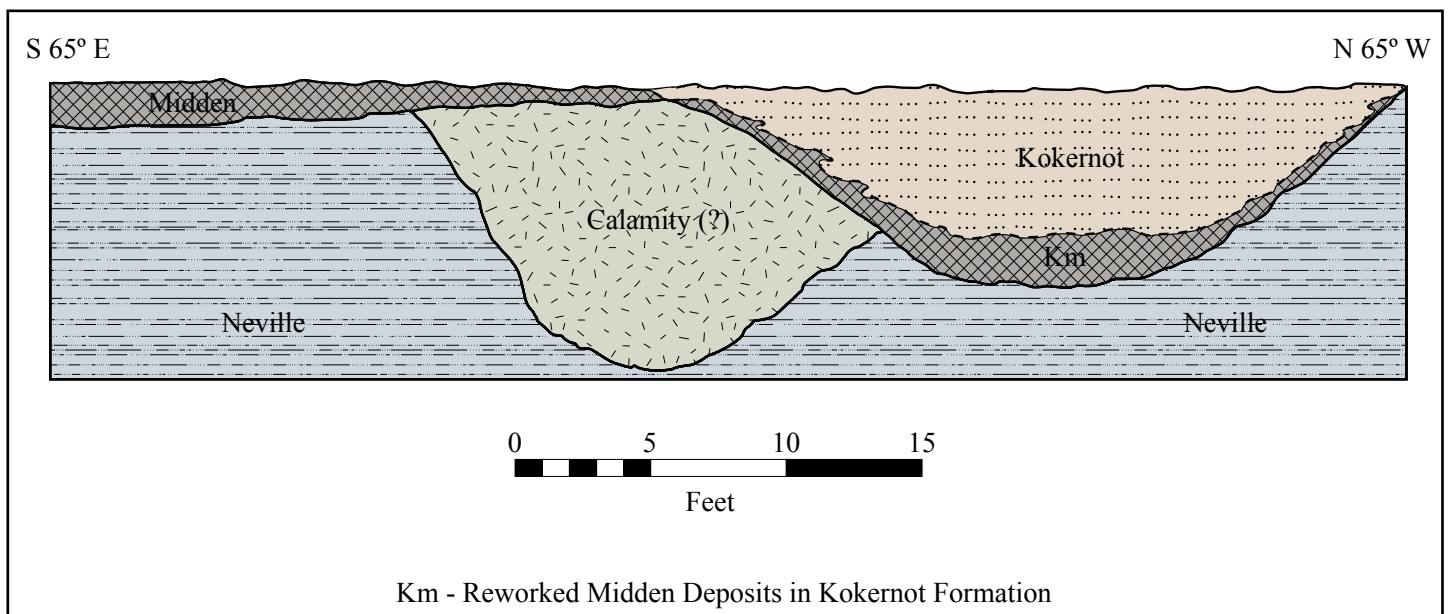 S 65º E N 65º W
Midden
Kokernot
Calamity (?)
Km
Neville Neville
0 5 10 15
Feet
Km - Reworked Midden Deposits in Kokernot Formation